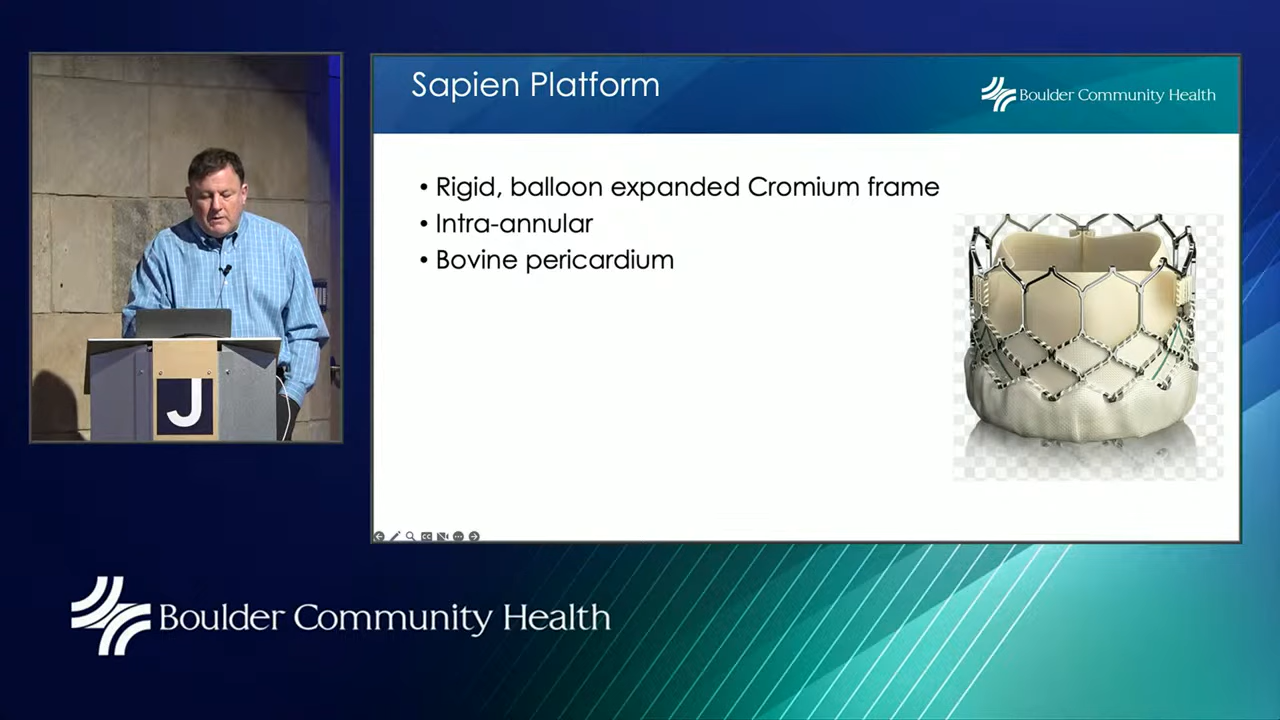 Sapien Platform
Boulder Community Health
• Rigid, balloon expanded Cromium frame
• Intra-annular
• Bovine pericardium
J
Boulder Community Health